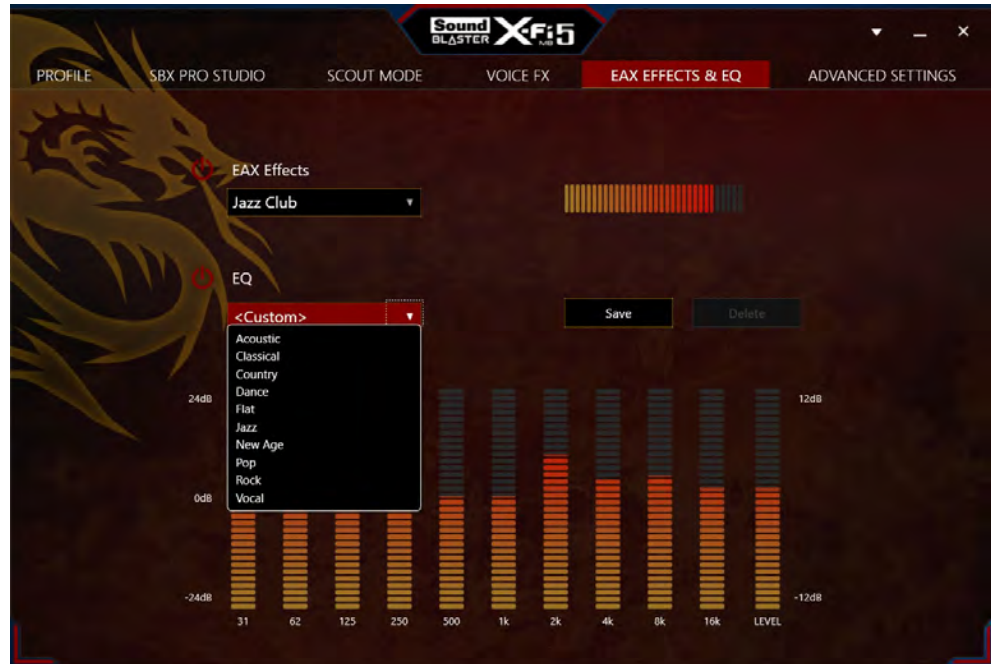 Sound BLASTER X-Fi MB 5
PROFILE SBX PRO STUDIO SCOUT MODE VOICE FX EAX EFFECTS & EQ ADVANCED SETTINGS
EAX Effects
Jazz Club
EQ
<Custom> Save Delete
Acoustic
Classical
Country
Dance
Flat
Jazz
New Age
Pop
Rock
Vocal
24dB 12dB
0dB
-24dB -12dB
31 62 125 250 500 1k 2k 4k 8k 16k LEVEL